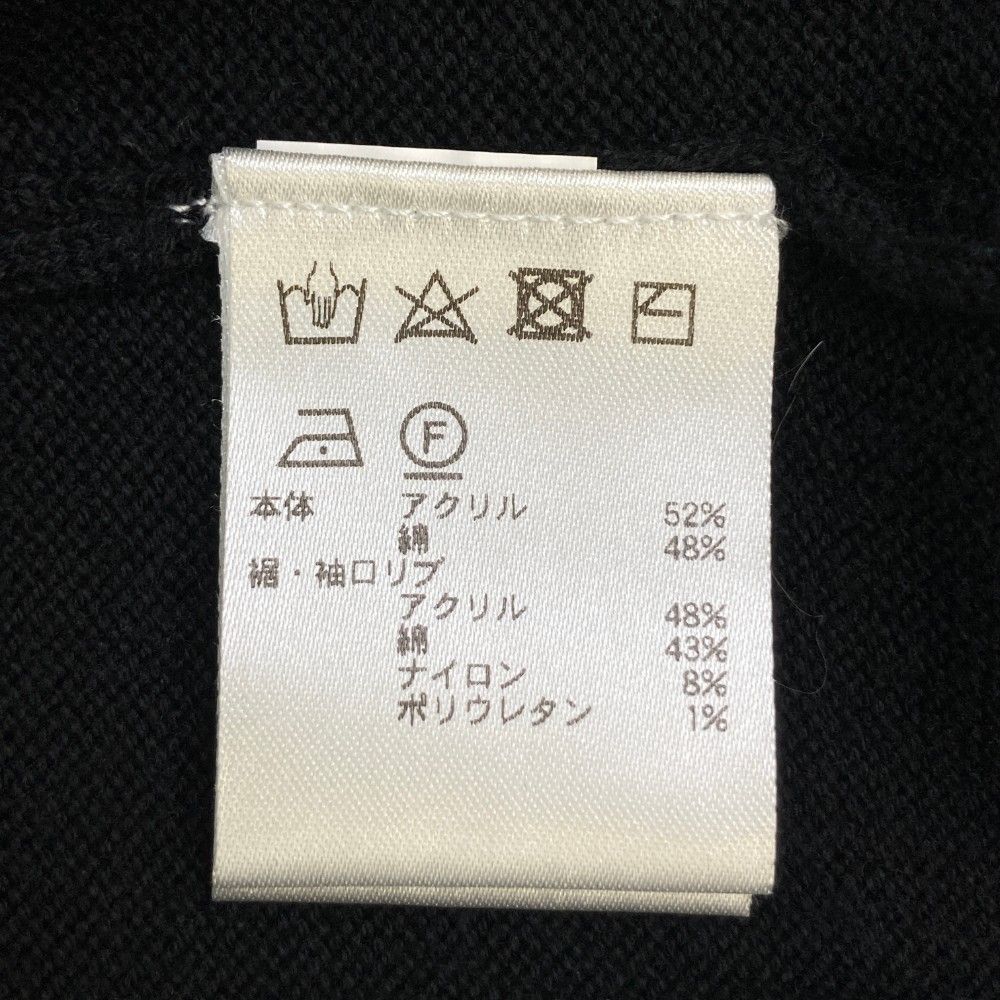 F
本体 アクリル 52%
綿 48%
裾・袖口リブ
アクリル 48%
綿 43%
ナイロン 8%
ポリウレタン 1%